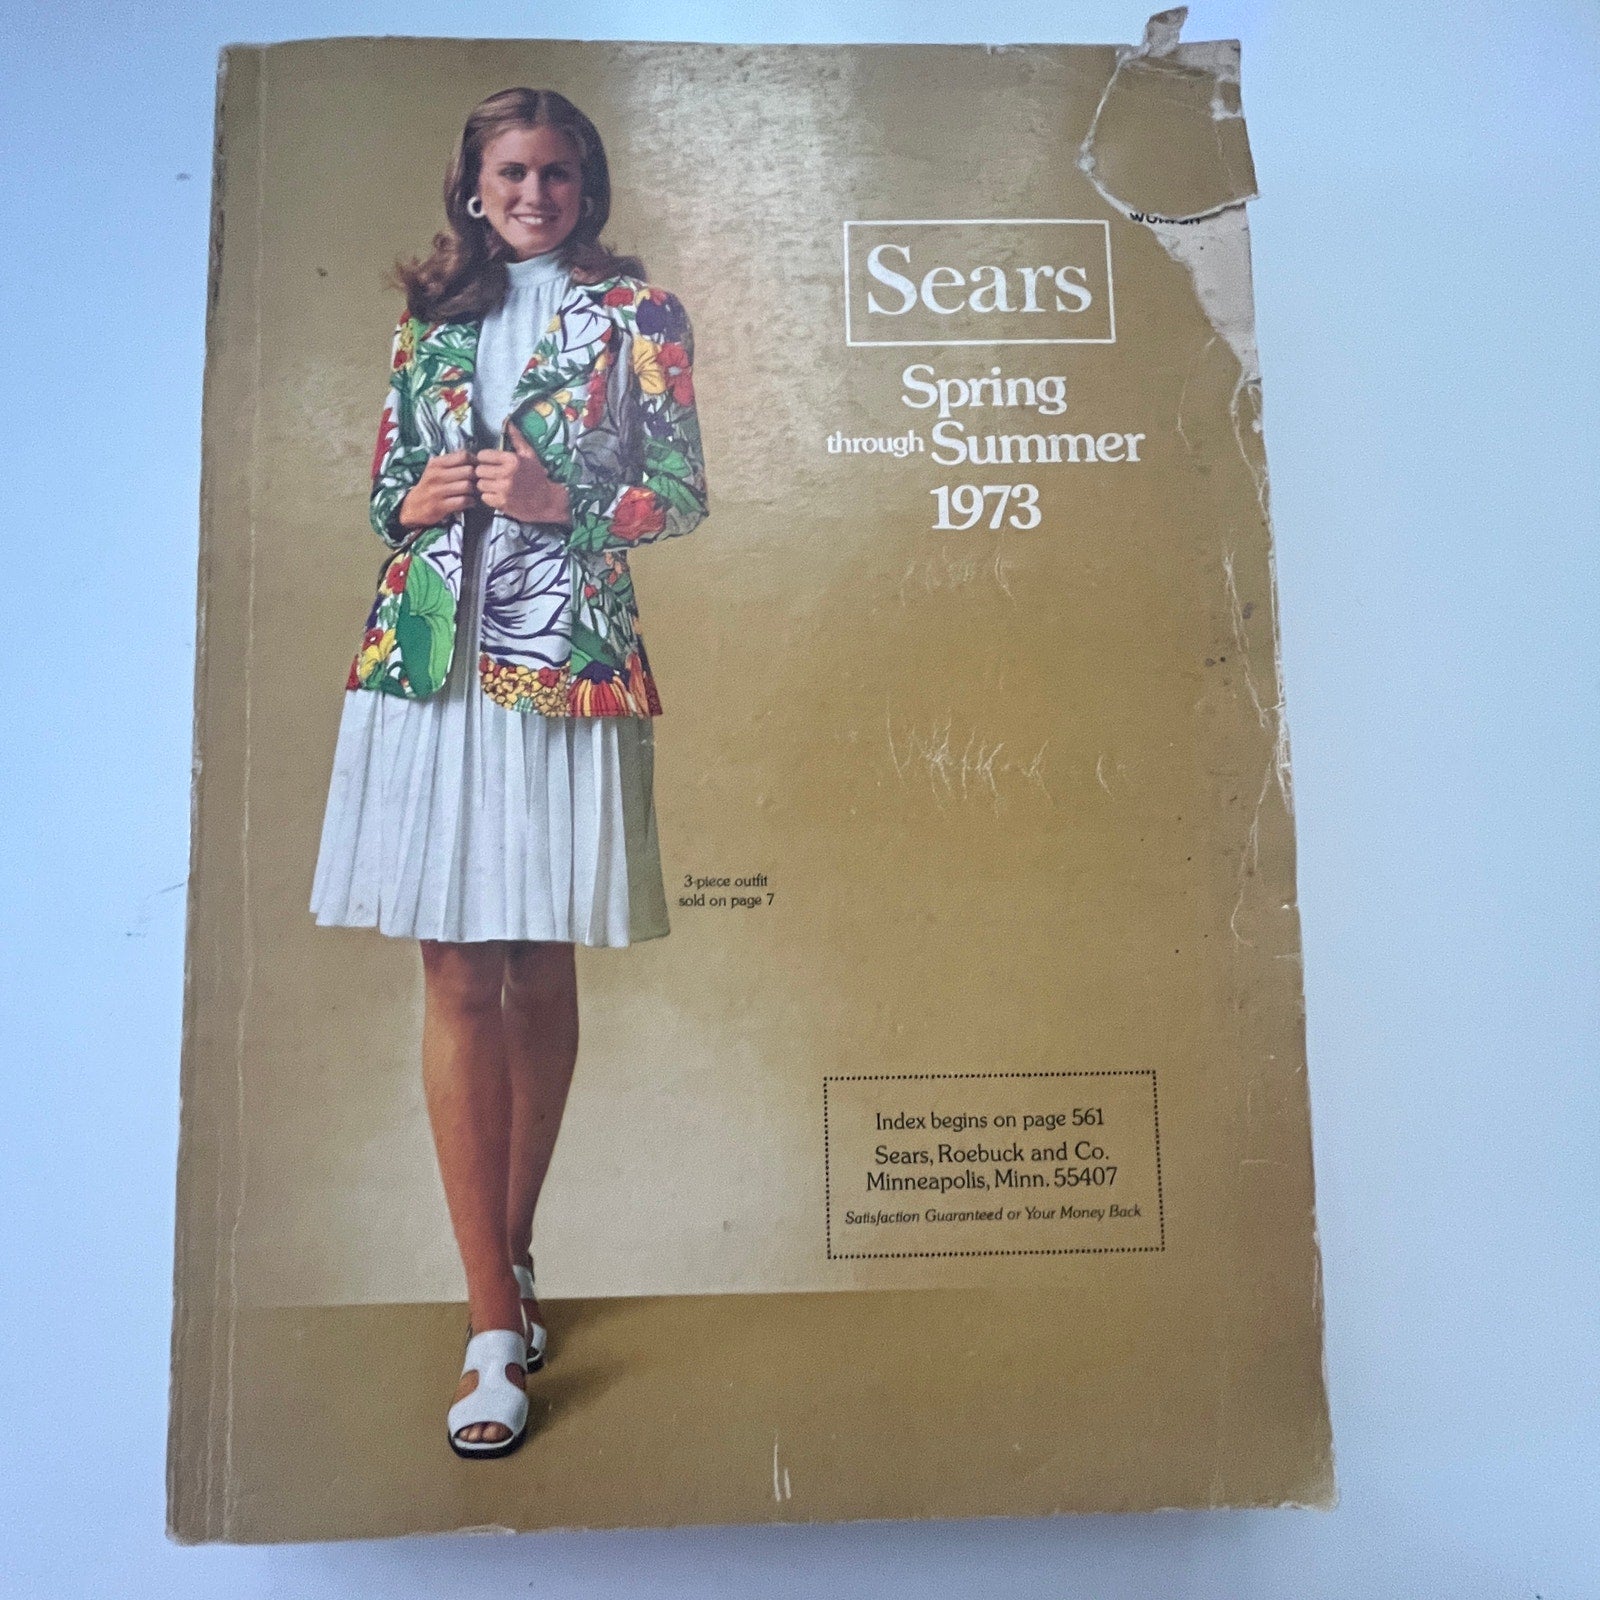 Sears
Spring
through Summer
1973
3-piece outfit
sold on page 7
Index begins on page 561
Sears, Roebuck and Co.
Minneapolis, Minn. 55407
Satisfaction Guaranteed or Your Money Back